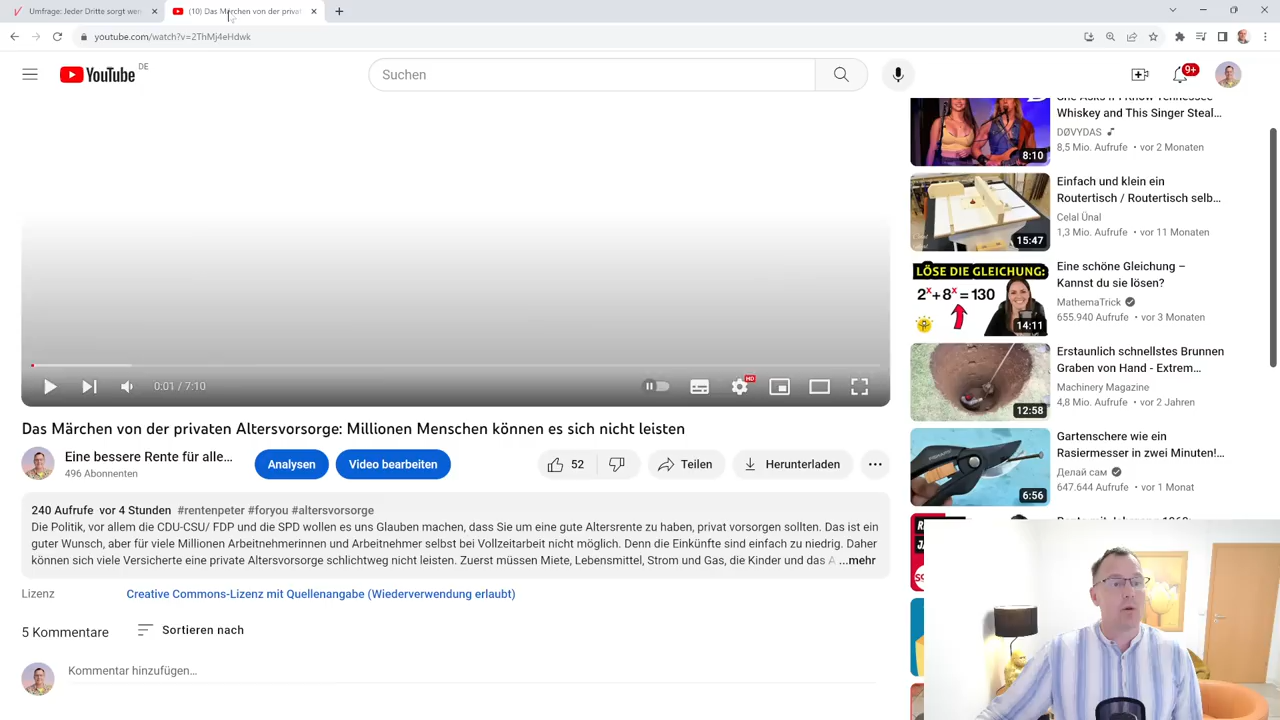 Umfrage: Jeder Dritte sorgt wen
(10) Das Märchen von der privat
youtube.com/watch?v=2ThMj4eHdwk
YouTube DE
Suchen
9+
Whiskey and This Singer Steal...
DØVYDAS
8,5 Mio. Aufrufe • vor 2 Monaten
8:10
Einfach und klein ein
Routertisch / Routertisch selb...
Celal Ünal
1,3 Mio. Aufrufe • vor 11 Monaten
15:47
LÖSE DIE GLEICHUNG:
2ˣ+8ˣ=130
14:11
Eine schöne Gleichung –
Kannst du sie lösen?
MathemaTrick
655.940 Aufrufe • vor 3 Monaten
Erstaunlich schnellstes Brunnen
Graben von Hand - Extrem...
Machinery Magazine
4,8 Mio. Aufrufe • vor 2 Jahren
12:58
0:01 / 7:10
HD
Das Märchen von der privaten Altersvorsorge: Millionen Menschen können es sich nicht leisten
Eine bessere Rente für alle...
496 Abonnenten
Analysen
Video bearbeiten
52
Teilen
Herunterladen
Gartenschere wie ein
Rasiermesser in zwei Minuten!...
Делай сам
647.644 Aufrufe • vor 1 Monat
6:56
240 Aufrufe vor 4 Stunden #rentenpeter #foryou #altersvorsorge
Die Politik, vor allem die CDU-CSU/ FDP und die SPD wollen es uns Glauben machen, dass Sie um eine gute Altersrente zu haben, privat vorsorgen sollten. Das ist ein
guter Wunsch, aber für viele Millionen Arbeitnehmerinnen und Arbeitnehmer selbst bei Vollzeitarbeit nicht möglich. Denn die Einkünfte sind einfach zu niedrig. Daher
können sich viele Versicherte eine private Altersvorsorge schlichtweg nicht leisten. Zuerst müssen Miete, Lebensmittel, Strom und Gas, die Kinder und das A ...mehr
Lizenz
Creative Commons-Lizenz mit Quellenangabe (Wiederverwendung erlaubt)
5 Kommentare
Sortieren nach
Kommentar hinzufügen...